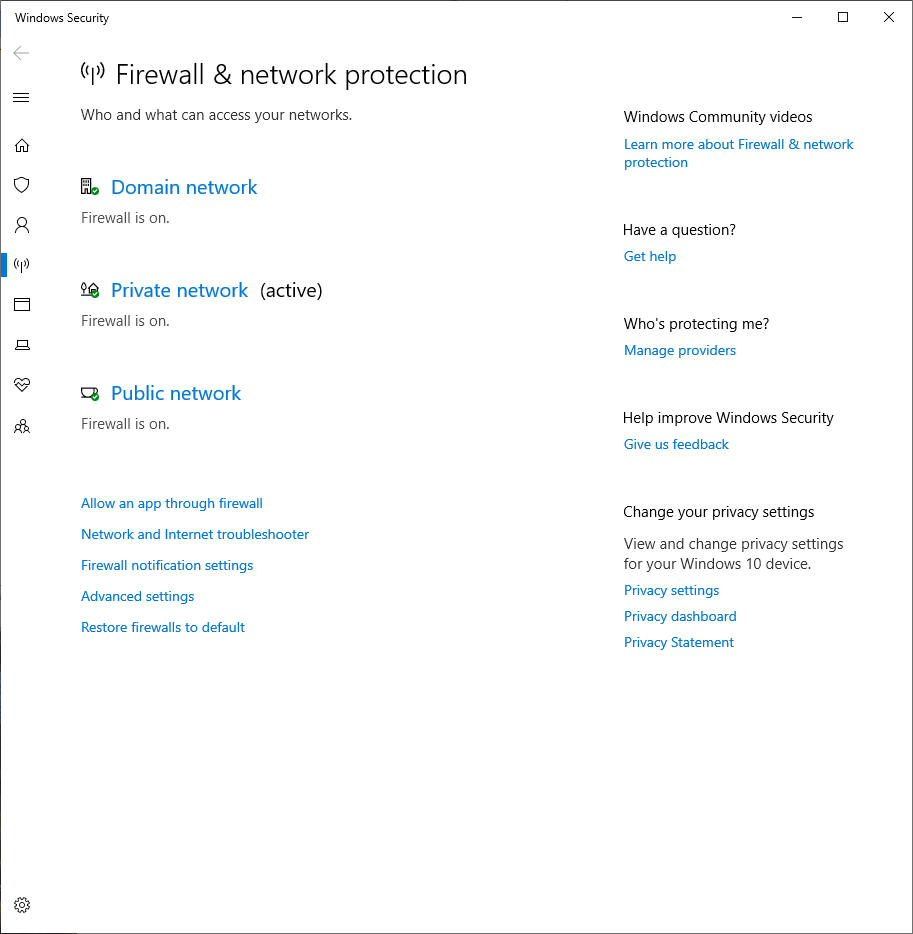 Windows Security
Firewall & network protection
Who and what can access your networks.
Domain network
Firewall is on.
Private network (active)
Firewall is on.
Public network
Firewall is on.
Allow an app through firewall
Network and Internet troubleshooter
Firewall notification settings
Advanced settings
Restore firewalls to default
Windows Community videos
Learn more about Firewall & network
protection
Have a question?
Get help
Who's protecting me?
Manage providers
Help improve Windows Security
Give us feedback
Change your privacy settings
View and change privacy settings
for your Windows 10 device.
Privacy settings
Privacy dashboard
Privacy Statement